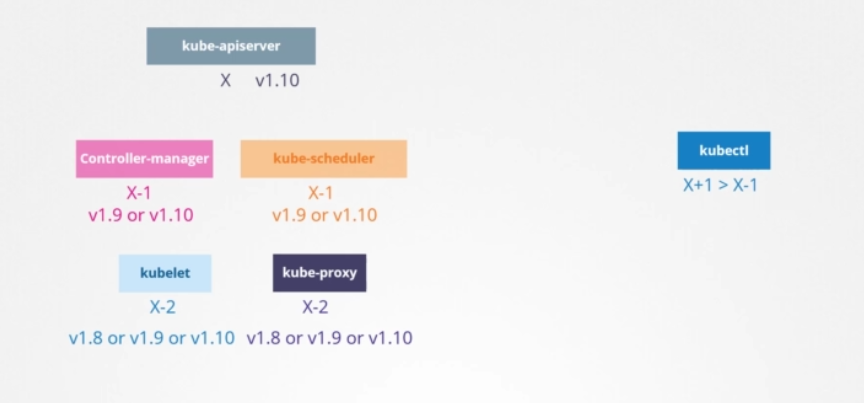 kube-apiserver
X v1.10
Controller-manager
kube-scheduler
kubectl
X-1
X-1
X+1 > X-1
v1.9 or v1.10
v1.9 or v1.10
kubelet
kube-proxy
X-2
X-2
v1.8 or v1.9 or v1.10
v1.8 or v1.9 or v1.10